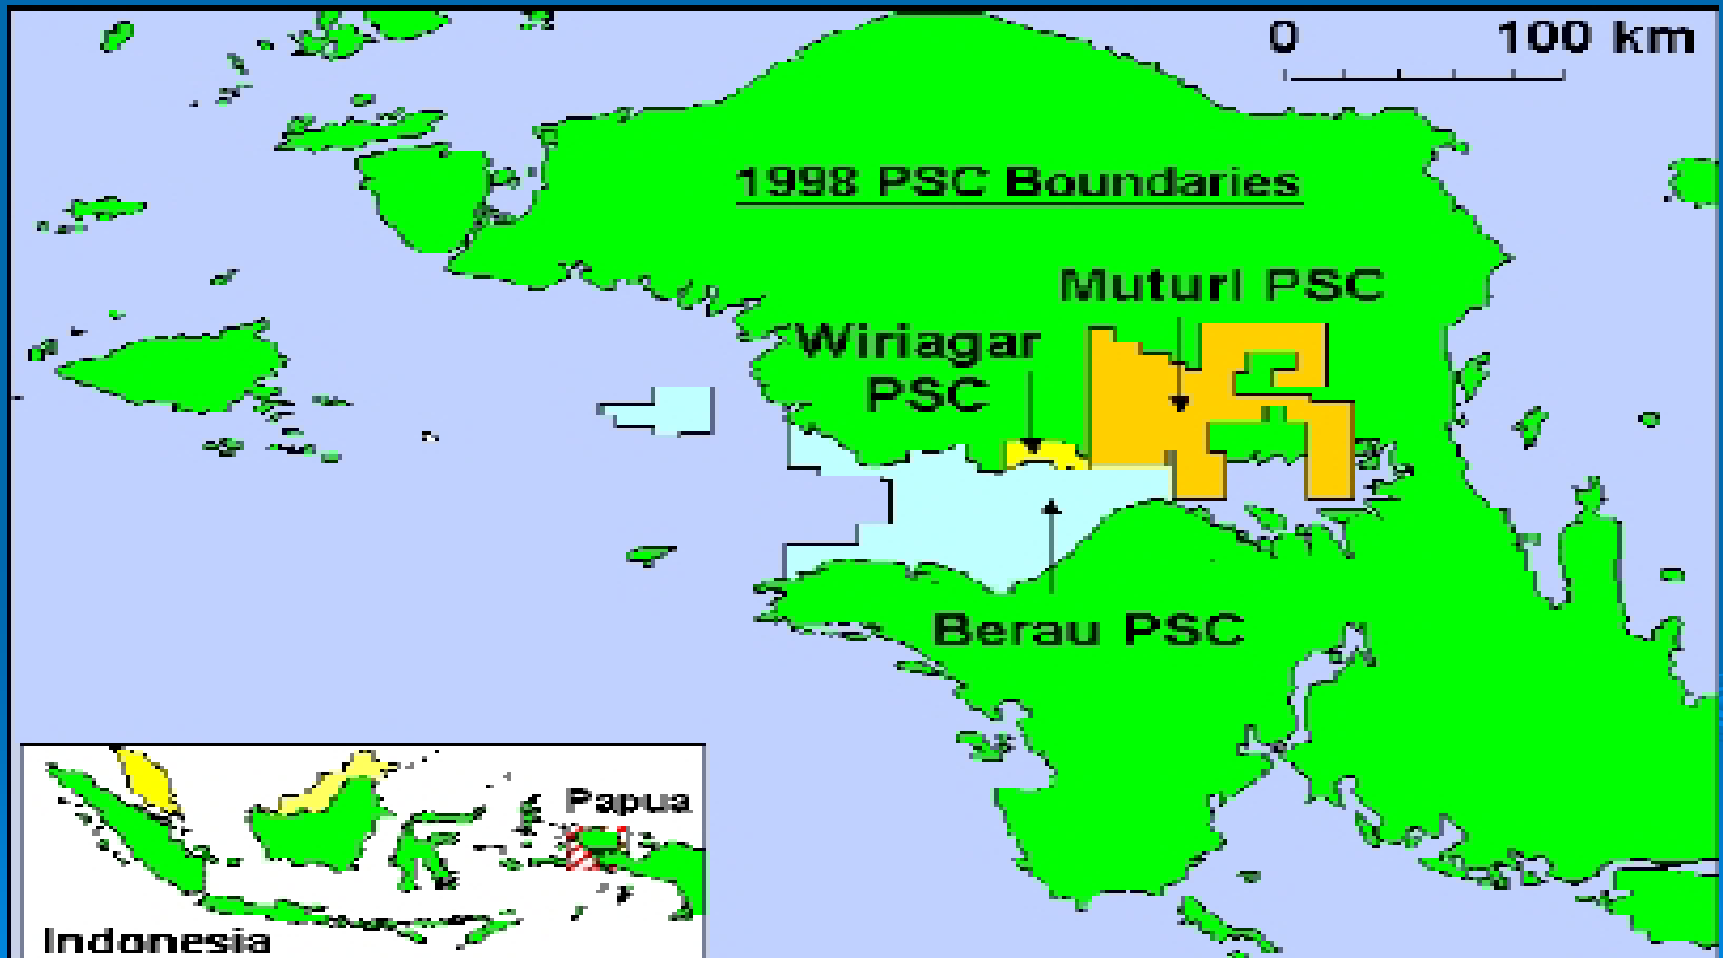 0 100 km
1998 PSC Boundaries
Muturi PSC
Wiriagar
PSC
Berau PSC
Papua
Indonesia